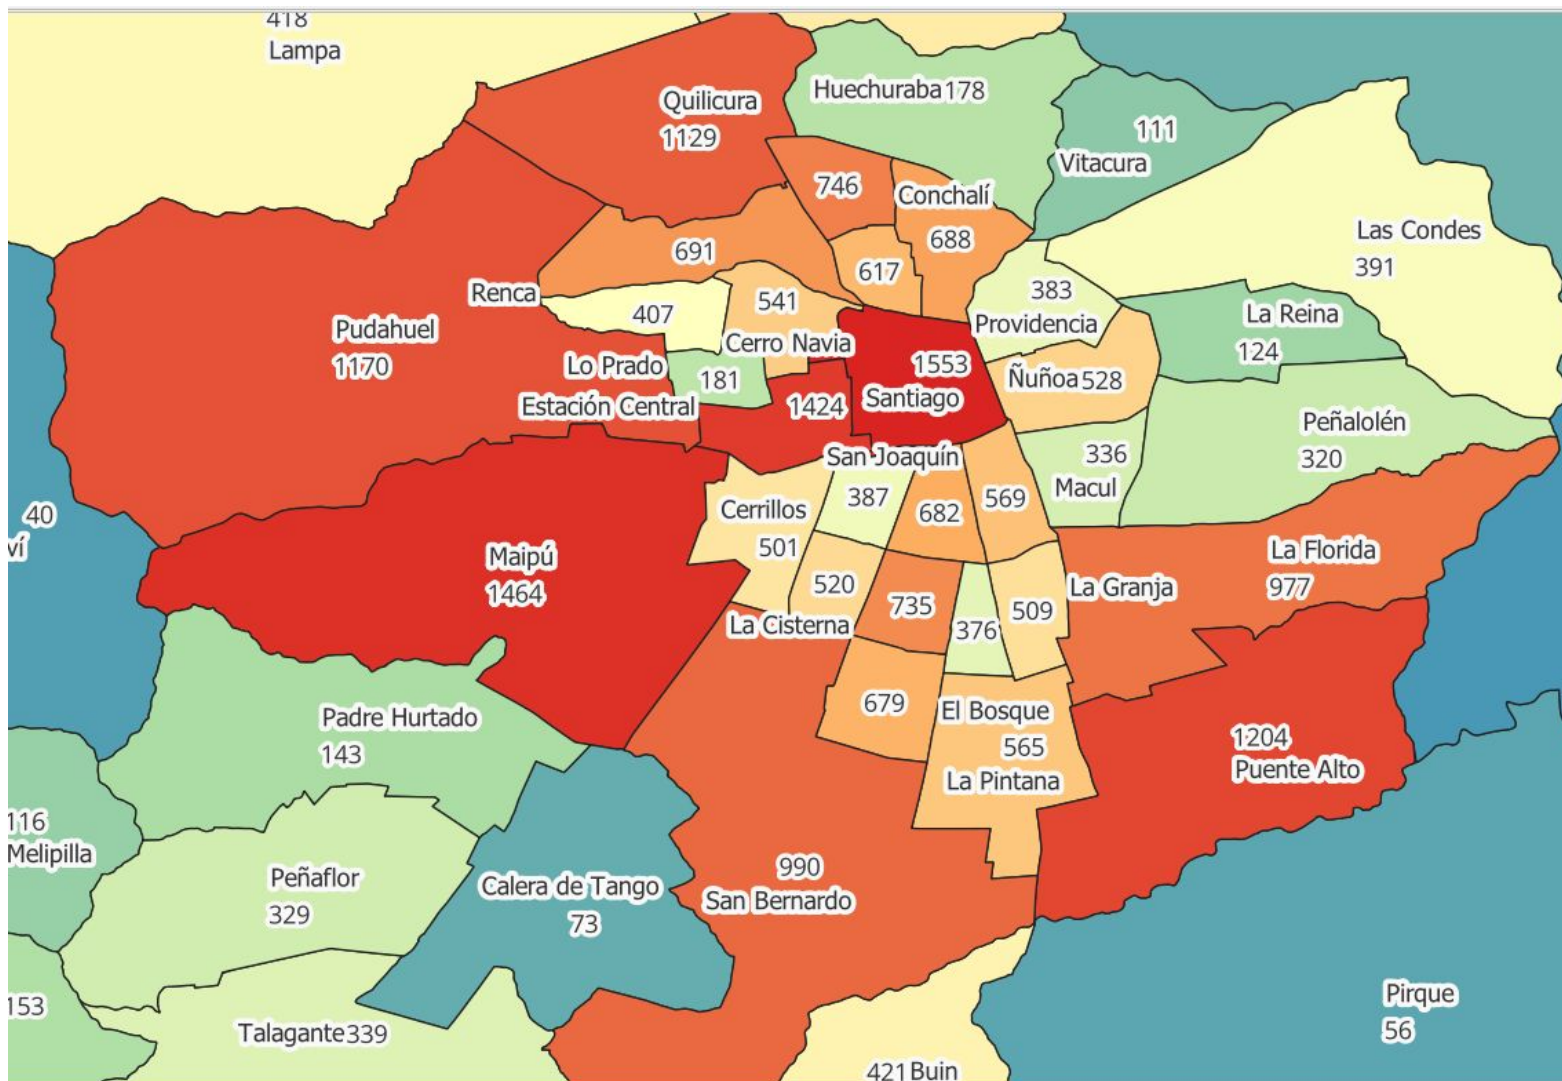 418
Lampa
Quilicura
1129
Huechuraba 178
111
Vitacura
746
Conchalí
688
Las Condes
391
691
617
Renca
407
541
383
Providencia
La Reina
124
Pudahuel
1170
Cerro Navia
Lo Prado
181
1553
Santiago
Ñuñoa 528
Estación Central
1424
Peñalolén
320
San Joaquín
336
Macul
387
Cerrillos
501
682
569
40
ví
Maipú
1464
La Florida
977
520
La Granja
735
509
376
La Cisterna
679
El Bosque
565
Padre Hurtado
143
1204
Puente Alto
La Pintana
116
Melipilla
990
San Bernardo
Peñaflor
329
Calera de Tango
73
153
Pirque
56
Talagante 339
421 Buin